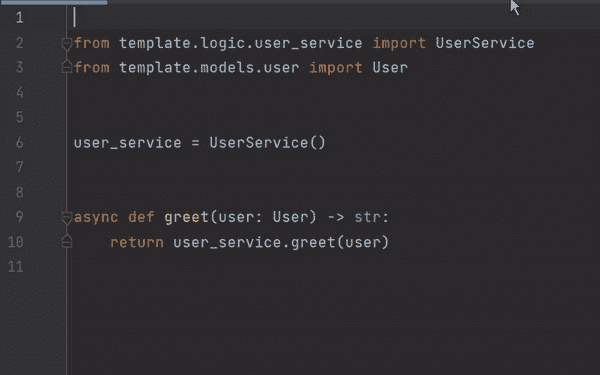 1
2 from template.logic.user_service import UserService
3 from template.models.user import User
4
5
6 user_service = UserService()
7
8
9 async def greet(user: User) -> str:
10     return user_service.greet(user)
11